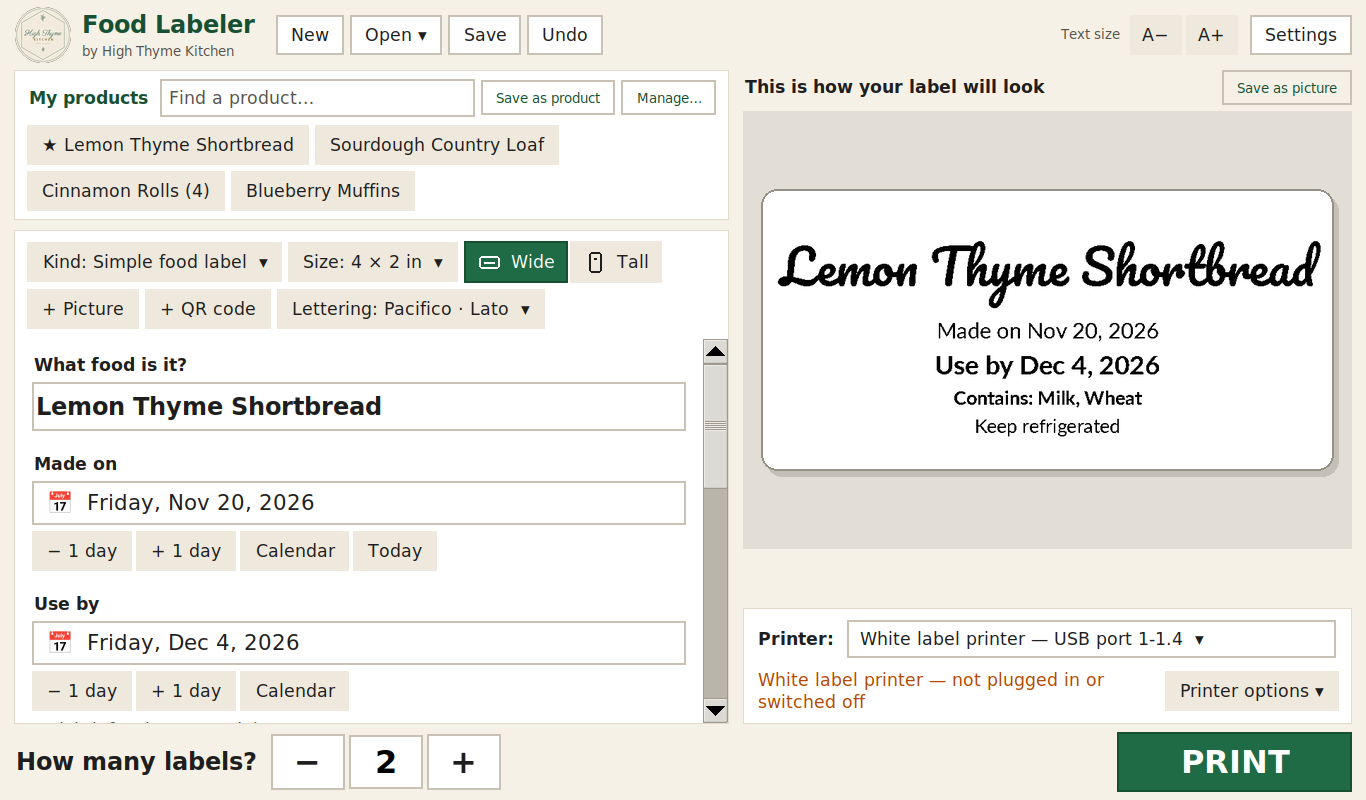 High Thyme
KITCHEN
Food Labeler
by High Thyme Kitchen
New
Open ▾
Save
Undo
Text size
A−
A+
Settings
My products
Find a product…
Save as product
Manage…
★ Lemon Thyme Shortbread
Sourdough Country Loaf
Cinnamon Rolls (4)
Blueberry Muffins
Kind: Simple food label ▾
Size: 4 × 2 in ▾
Wide
Tall
+ Picture
+ QR code
Lettering: Pacifico · Lato ▾
What food is it?
Lemon Thyme Shortbread
Made on
Friday, Nov 20, 2026
− 1 day
+ 1 day
Calendar
Today
Use by
Friday, Dec 4, 2026
− 1 day
+ 1 day
Calendar
This is how your label will look
Save as picture
Lemon Thyme Shortbread
Made on Nov 20, 2026
Use by Dec 4, 2026
Contains: Milk, Wheat
Keep refrigerated
Printer:
White label printer — USB port 1-1.4 ▾
White label printer — not plugged in or
switched off
Printer options ▾
How many labels?
−
2
+
PRINT